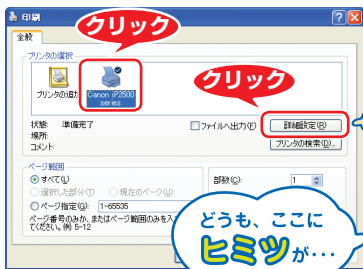 印刷
クリック
全般
プリンタの選択
クリック
プリンタの追加
Canon iP2500
series
状態: 準備完了
場所:
コメント:
ファイルへ出力(F)
詳細設定(R)
プリンタの検索(D)...
ページ範囲
すべて(L)
選択した部分(T)
現在のページ(U)
ページ指定(G):
1-65535
ページ番号のみか、またはページ範囲のみを入
てください。例: 5-12
部数(C):
1
どうも、ここに
ヒミツが・・・